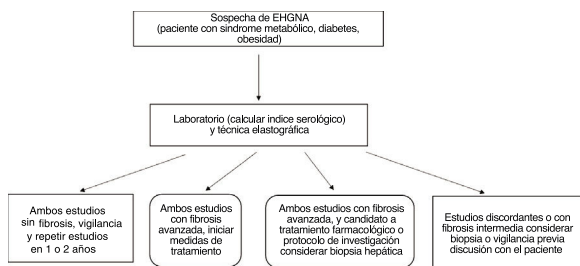 Sospecha de EHGNA
(paciente con sindrome metabólico, diabetes,
obesidad)
Laboratorio (calcular indice serológico)
y técnica elastográfica
Ambos estudios
sin fibrosis, vigilancia
y repetir estudios
en 1 o 2 años
Ambos estudios
con fibrosis
avanzada, iniciar
medidas de
tratamiento
Ambos estudios con fibrosis
avanzada, y candidato a
tratamiento farmacológico o
protocolo de investigación
considerar biopsia hepática
Estudios discordantes o con
fibrosis intermedia considerar
biopsia o vigilancia previa
discusión con el paciente